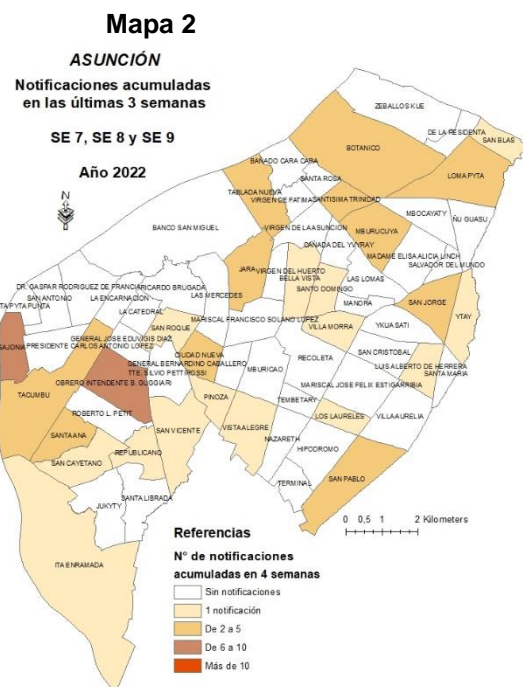 Mapa 2
ASUNCIÓN
Notificaciones acumuladas
en las últimas 3 semanas
SE 7, SE 8 y SE 9
Año 2022
N
ZEBALLOS KUE
DE LA RESIDENTA
SAN BLAS
BOTANICO
LOMA PYTA
BAÑADO CARA CARA
SANTA ROSA
TABLADA NUEVA
VIRGEN DE FATIMA
SANTISIMA TRINIDAD
MBOCAYATY
ÑU GUASU
BANCO SAN MIGUEL
VIRGEN DE LA ASUNCION
MBURUCUYA
CAÑADA DEL YVYRAY
MADAME ELISA ALICIA LINCH
SALVADOR DEL MUNDO
JARA
VIRGEN DEL HUERTO
BELLA VISTA
LAS LOMAS
SANTO DOMINGO
DR. GASPAR RODRIGUEZ DE FRANCIA
RICARDO BRUGADA
ITA PYTA PUNTA
SAN ANTONIO
LA ENCARNACION
LAS MERCEDES
MANORA
SAN JORGE
YTAY
LA CATEDRAL
MARISCAL FRANCISCO SOLANO LOPEZ
SAN ROQUE
VILLA MORRA
YKUA SATI
SAJONIA
PRESIDENTE CARLOS ANTONIO LOPEZ
GENERAL JOSE EDUVIGIS DIAZ
CIUDAD NUEVA
GENERAL BERNARDINO CABALLERO
TTE. SILVIO PETTIROSSI
RECOLETA
SAN CRISTOBAL
LUIS ALBERTO DE HERRERA
SANTA MARIA
OBRERO INTENDENTE B. GUGGIARI
MBURICAO
MARISCAL JOSE FELIX ESTIGARRIBIA
TACUMBU
PINOZA
TEMBETARY
ROBERTO L. PETIT
LOS LAURELES
VILLA AURELIA
SANTA ANA
SAN VICENTE
VISTA ALEGRE
NAZARETH
HIPODROMO
SAN CAYETANO
REPUBLICANO
TERMINAL
SAN PABLO
JUKYTY
SANTA LIBRADA
0 0,5 1 2 Kilometers
ITA ENRAMADA
Referencias
N° de notificaciones
acumuladas en 4 semanas
Sin notificaciones
1 notificación
De 2 a 5
De 6 a 10
Más de 10